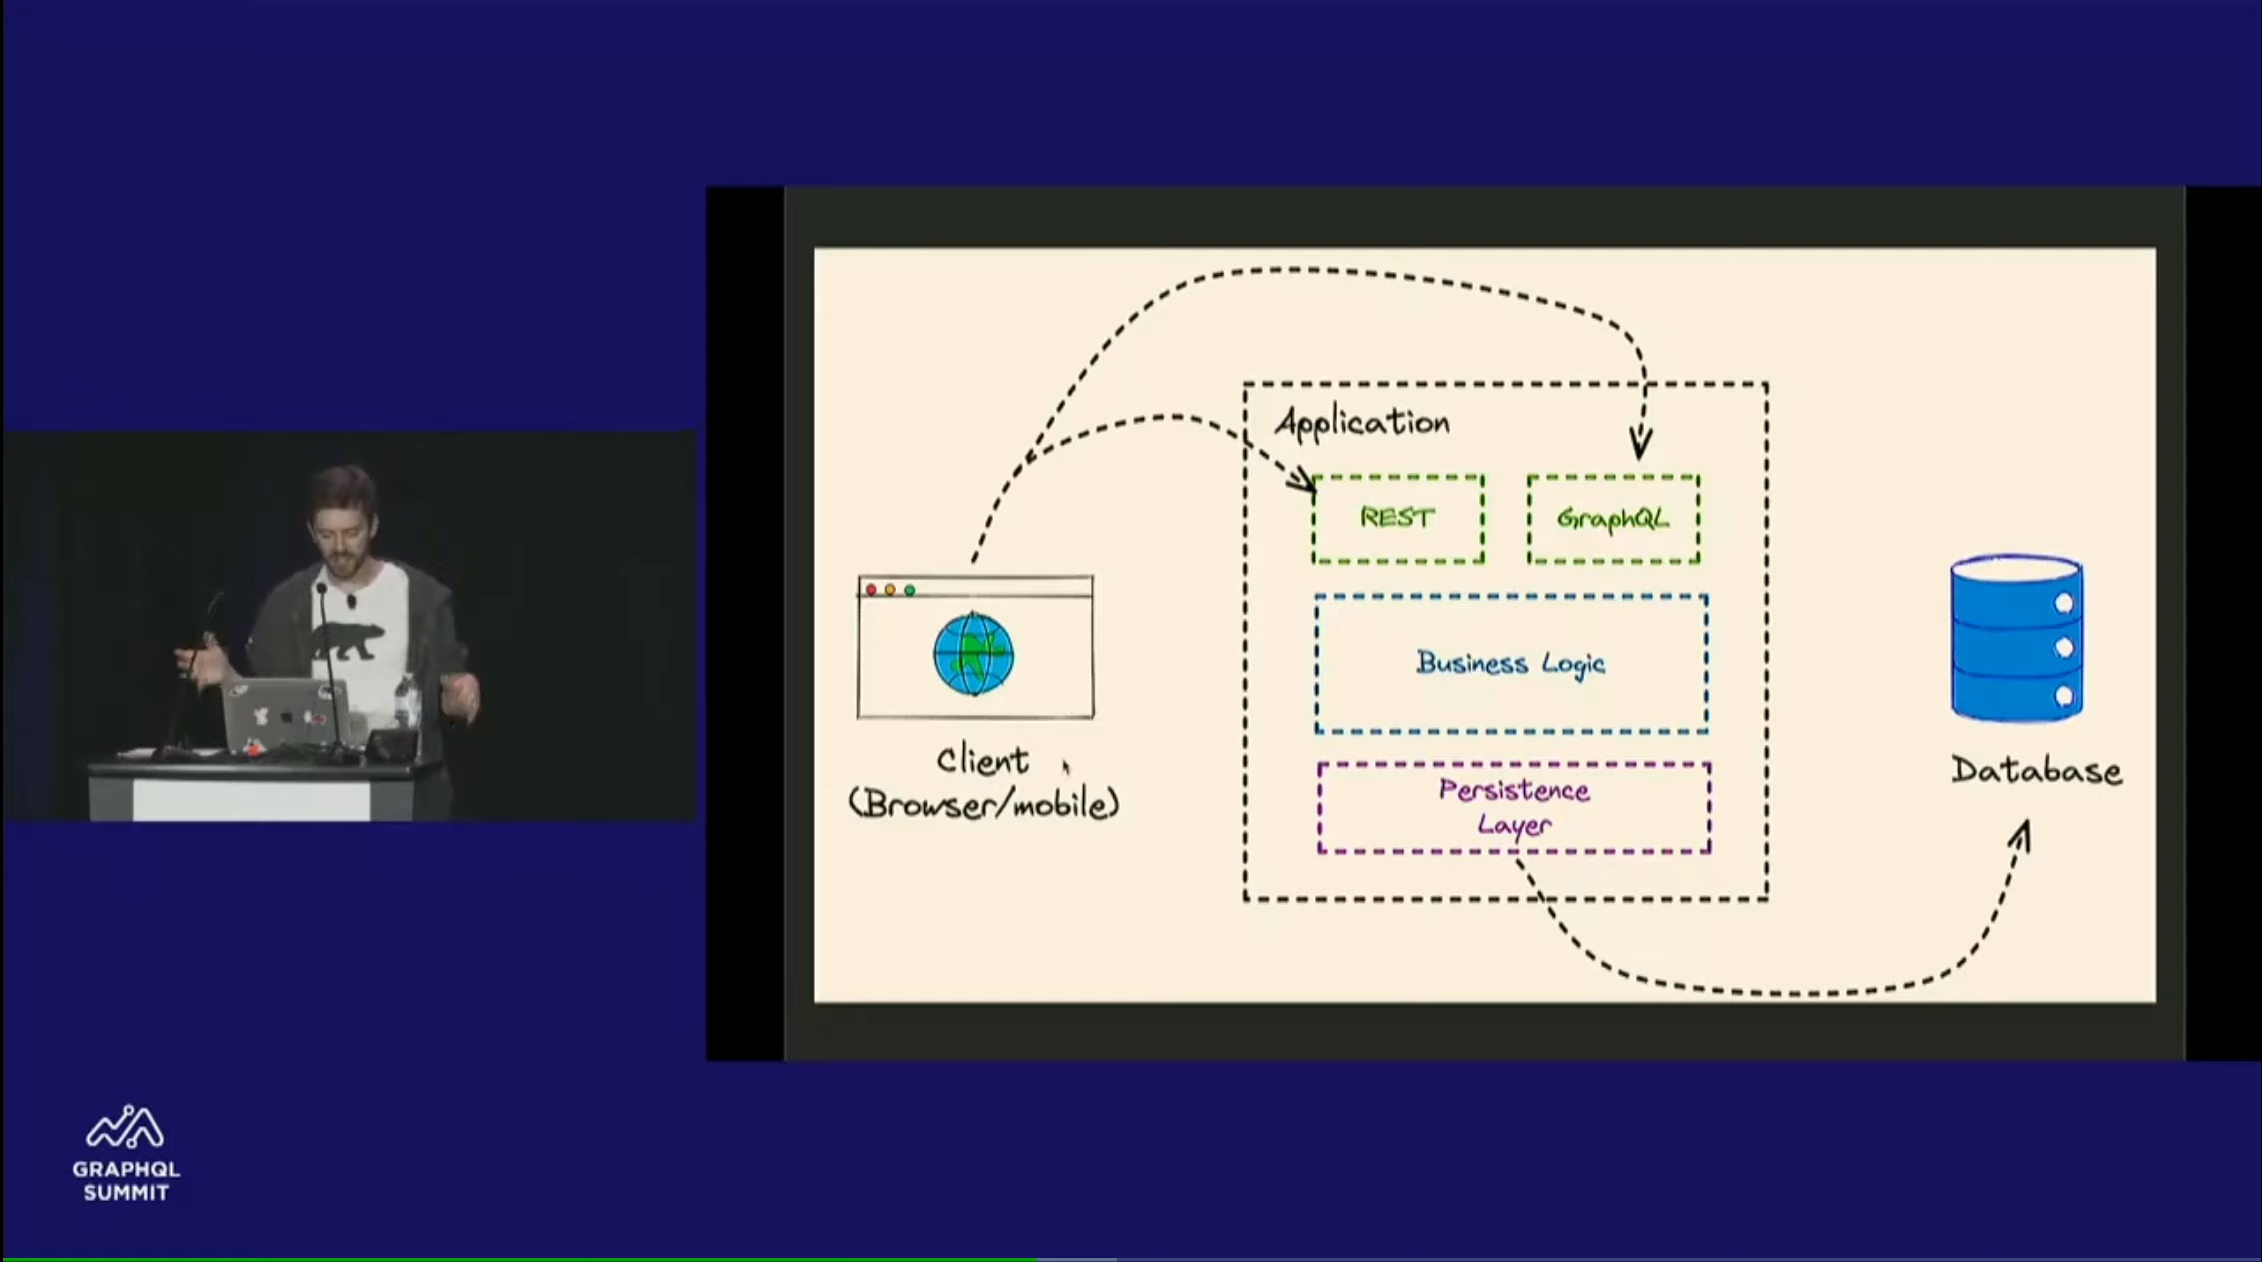 Application
REST
GraphQL
Business Logic
Persistence
Layer
Client
(Browser/mobile)
Database
GRAPHQL
SUMMIT